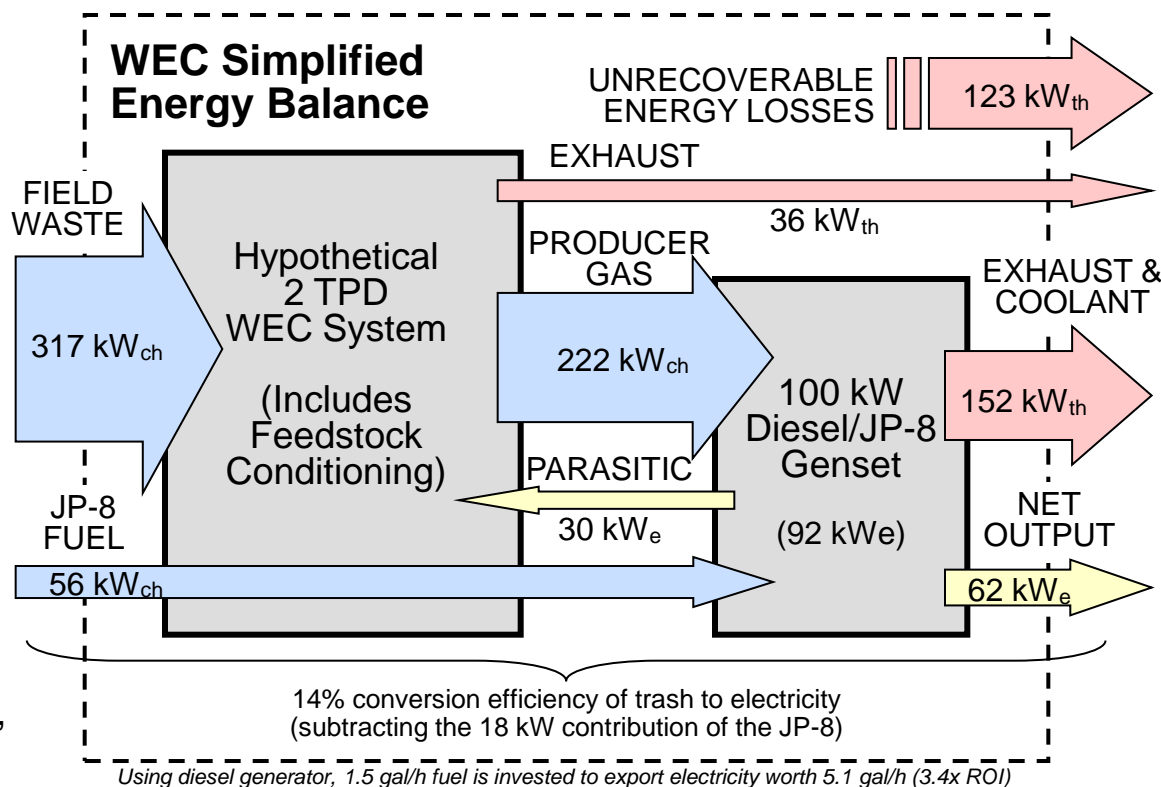 WEC Simplified
Energy Balance
UNRECOVERABLE
ENERGY LOSSES
123 kWth
EXHAUST
36 kWth
FIELD
WASTE
317 kWch
Hypothetical
2 TPD
WEC System
(Includes
Feedstock
Conditioning)
PRODUCER
GAS
222 kWch
EXHAUST &
COOLANT
152 kWth
100 kW
Diesel/JP-8
Genset
(92 kWe)
PARASITIC
30 kWe
JP-8
FUEL
56 kWch
NET
OUTPUT
62 kWe
14% conversion efficiency of trash to electricity
(subtracting the 18 kW contribution of the JP-8)
,
Using diesel generator, 1.5 gal/h fuel is invested to export electricity worth 5.1 gal/h (3.4x ROI)